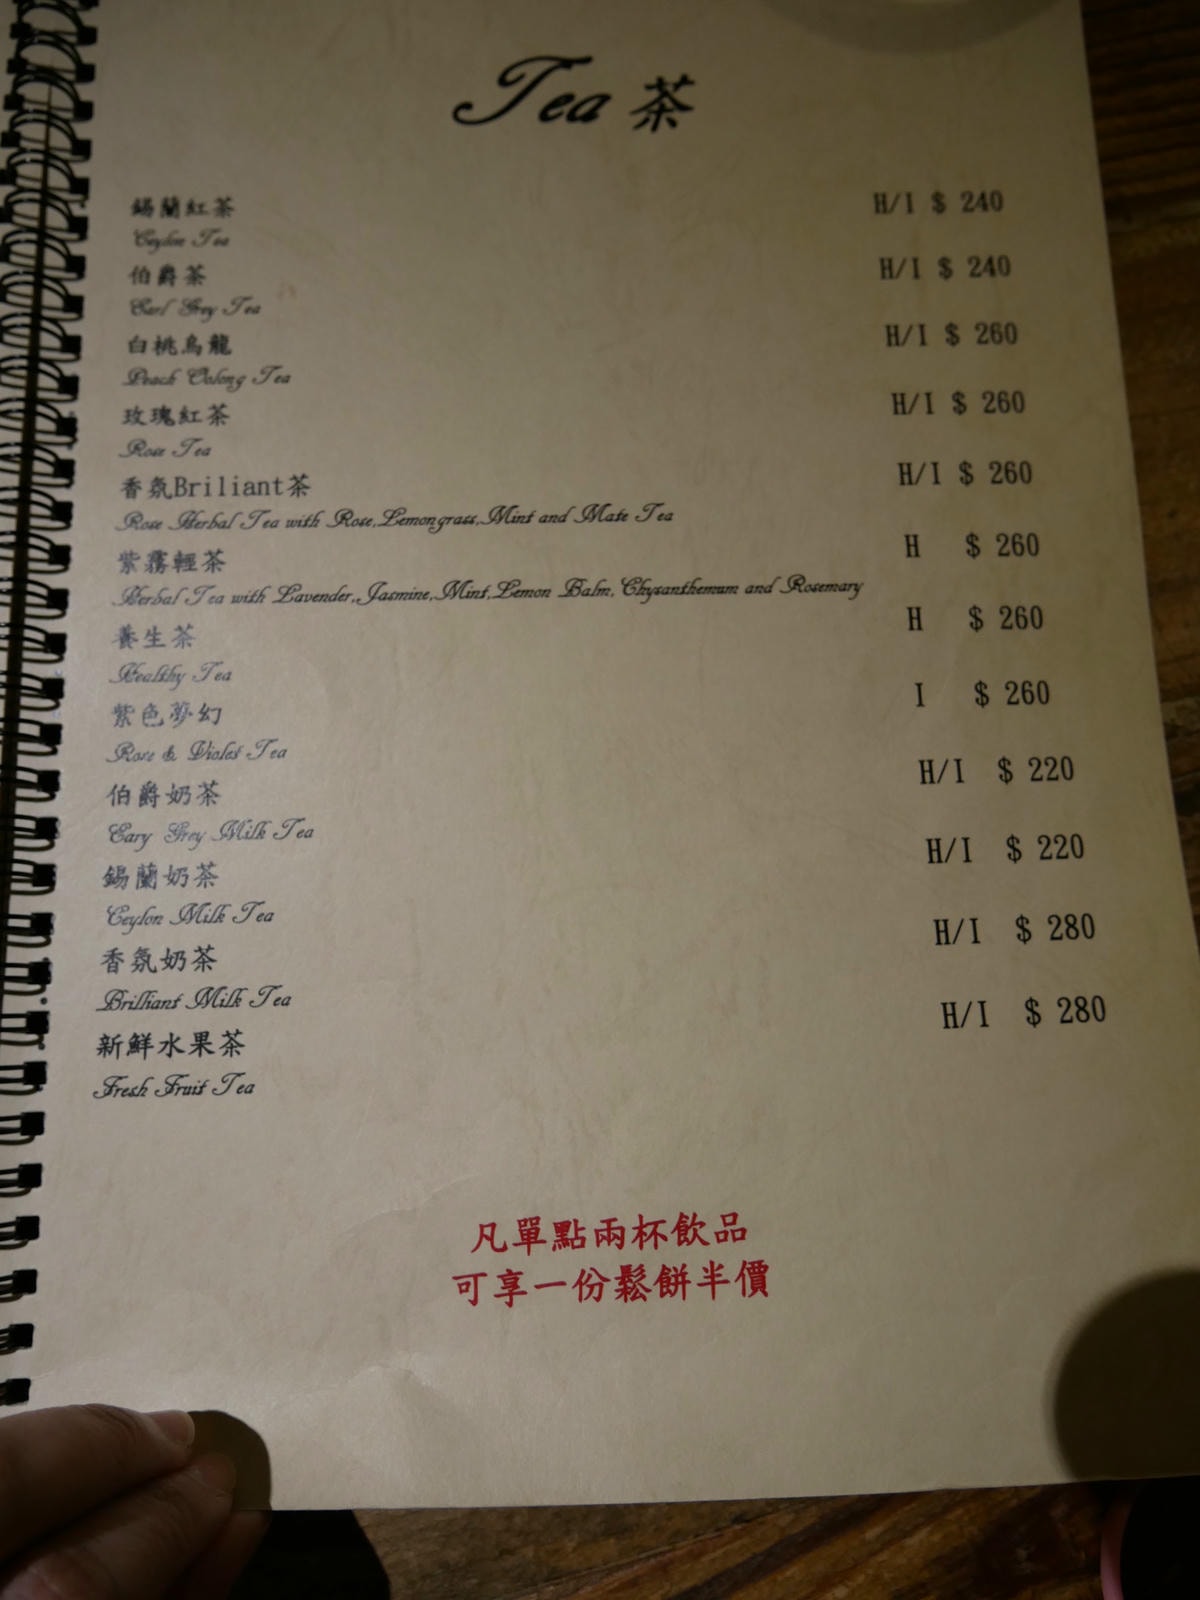 Tea 茶
錫蘭紅茶 H/I $ 240
Ceylon Tea
伯爵茶 H/I $ 240
Earl Grey Tea
白桃烏龍 H/I $ 260
Peach Oolong Tea
玫瑰紅茶 H/I $ 260
Rose Tea
香氛Briliant茶 H/I $ 260
Rose Herbal Tea with Rose,Lemongrass,Mint and Mate Tea
紫霧輕茶 H $ 260
Herbal Tea with Lavender,Jasmine,Mint,Lemon Balm,Chysanthemum and Rosemary
養生茶 H $ 260
Healthy Tea
紫色夢幻 I $ 260
Rose & Violet Tea
伯爵奶茶 H/I $ 220
Eary Grey Milk Tea
錫蘭奶茶 H/I $ 220
Ceylon Milk Tea
香氛奶茶 H/I $ 280
Brilliant Milk Tea
新鮮水果茶 H/I $ 280
Fresh Fruit Tea
凡單點兩杯飲品
可享一份鬆餅半價